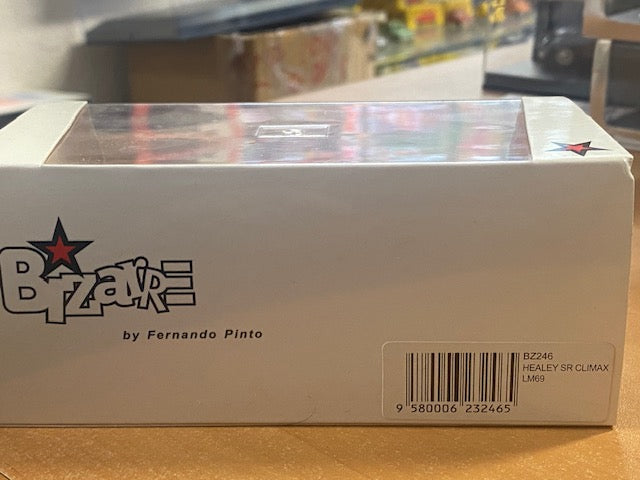 BizaRRE
by Fernando Pinto
BZ246
HEALEY SR CLIMAX
LM69
9 580006 232465